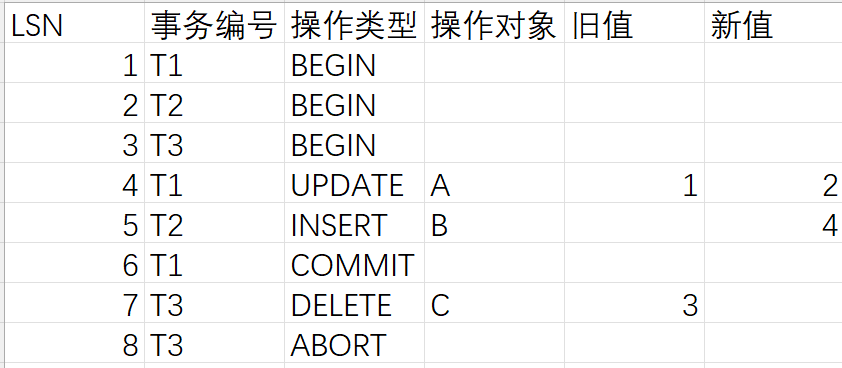 LSN 事务编号 操作类型 操作对象 旧值 新值
1 T1 BEGIN
2 T2 BEGIN
3 T3 BEGIN
4 T1 UPDATE A 1 2
5 T2 INSERT B 4
6 T1 COMMIT
7 T3 DELETE C 3
8 T3 ABORT